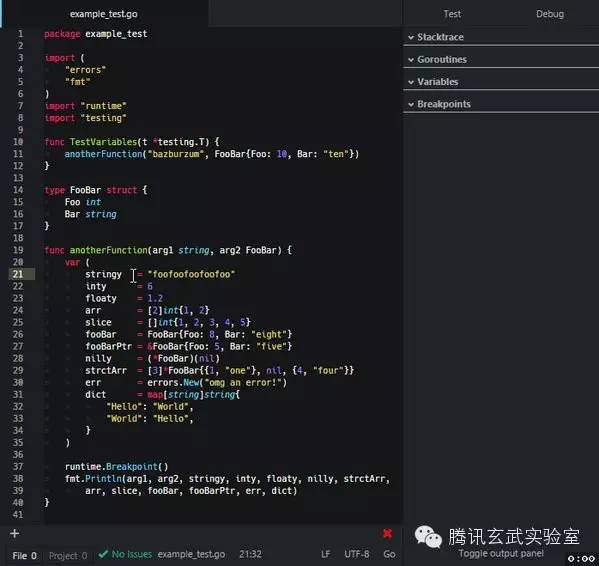 example_test.go
Test
Debug
Stacktrace
Goroutines
Variables
Breakpoints
1 package example_test
2
3 import (
4 "errors"
5 "fmt"
6 )
7 import "runtime"
8 import "testing"
9
10 func TestVariables(t *testing.T) {
11 anotherFunction("bazburzum", FooBar{Foo: 10, Bar: "ten"})
12 }
13
14 type FooBar struct {
15 Foo int
16 Bar string
17 }
18
19 func anotherFunction(arg1 string, arg2 FooBar) {
20 var (
21 stringy = "foofoofoofoofoo"
22 inty = 6
23 floaty = 1.2
24 arr = [2]int{1, 2}
25 slice = []int{1, 2, 3, 4, 5}
26 fooBar = FooBar{Foo: 8, Bar: "eight"}
27 fooBarPtr = &FooBar{Foo: 5, Bar: "five"}
28 nilly = (*FooBar)(nil)
29 strctArr = [3]*FooBar{{1, "one"}, nil, {4, "four"}}
30 err = errors.New("omg an error!")
31 dict = map[string]string{
32 "Hello": "World",
33 "World": "Hello",
34 }
35 )
36
37 runtime.Breakpoint()
38 fmt.Println(arg1, arg2, stringy, inty, floaty, nilly, strctArr,
39 arr, slice, fooBar, fooBarPtr, err, dict)
40 }
41
腾讯玄武实验室
File 0 Project 0 No Issues example_test.go 21:32 LF UTF-8 Go Toggle output panel
0:00